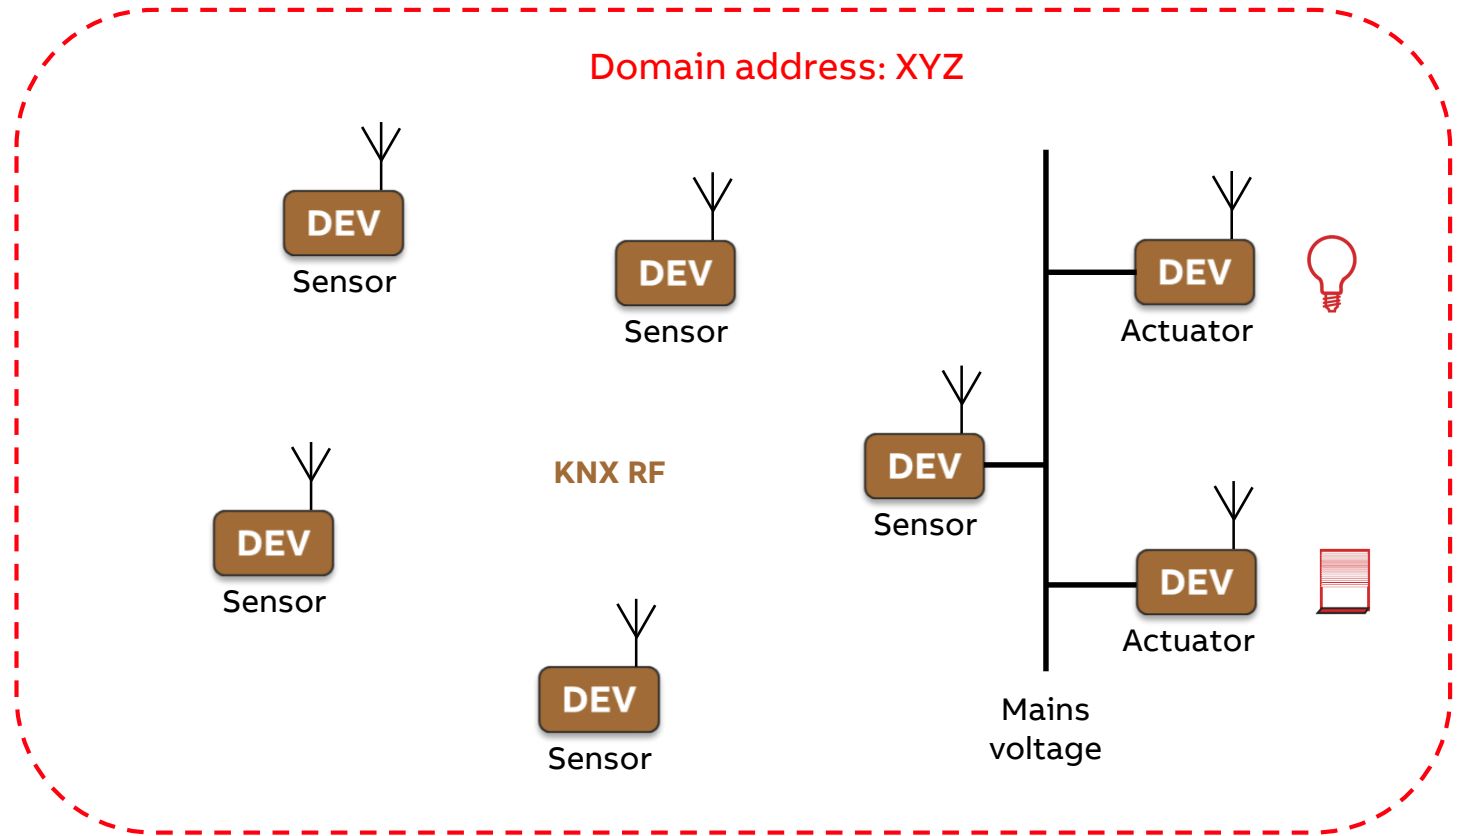 Domain address: XYZ
DEV
Sensor
DEV
Sensor
DEV
Actuator
DEV
Sensor
KNX RF
DEV
Sensor
DEV
Actuator
DEV
Sensor
Mains
voltage